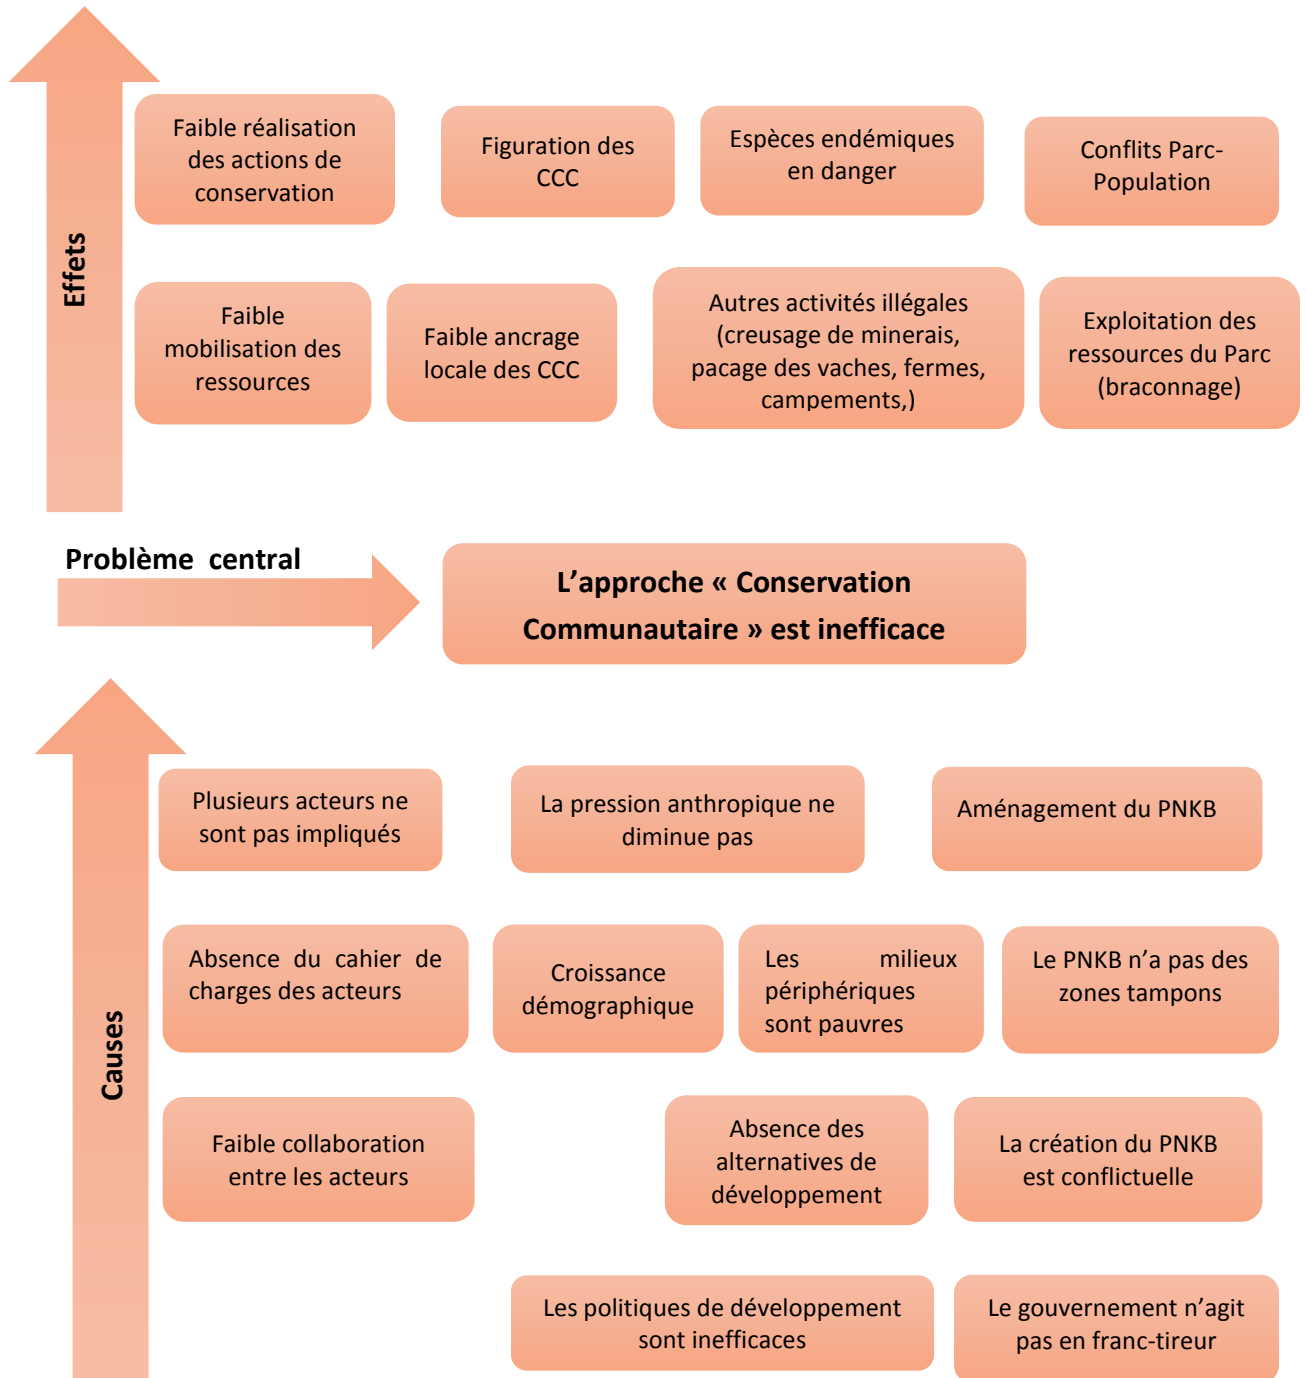 Faible réalisation
des actions de
conservation
Figuration des
CCC
Espèces endémiques
en danger
Conflits Parc-
Population
Effets
Faible
mobilisation des
ressources
Faible ancrage
locale des CCC
Autres activités illégales
(creusage de minerais,
pacage des vaches, fermes,
campements,)
Exploitation des
ressources du Parc
(braconnage)
Problème central
L’approche « Conservation
Communautaire » est inefficace
Plusieurs acteurs ne
sont pas impliqués
La pression anthropique ne
diminue pas
Aménagement du PNKB
Causes
Absence du cahier de
charges des acteurs
Croissance
démographique
Les milieux
périphériques
sont pauvres
Le PNKB n’a pas des
zones tampons
Faible collaboration
entre les acteurs
Absence des
alternatives de
développement
La création du PNKB
est conflictuelle
Les politiques de développement
sont inefficaces
Le gouvernement n’agit
pas en franc-tireur